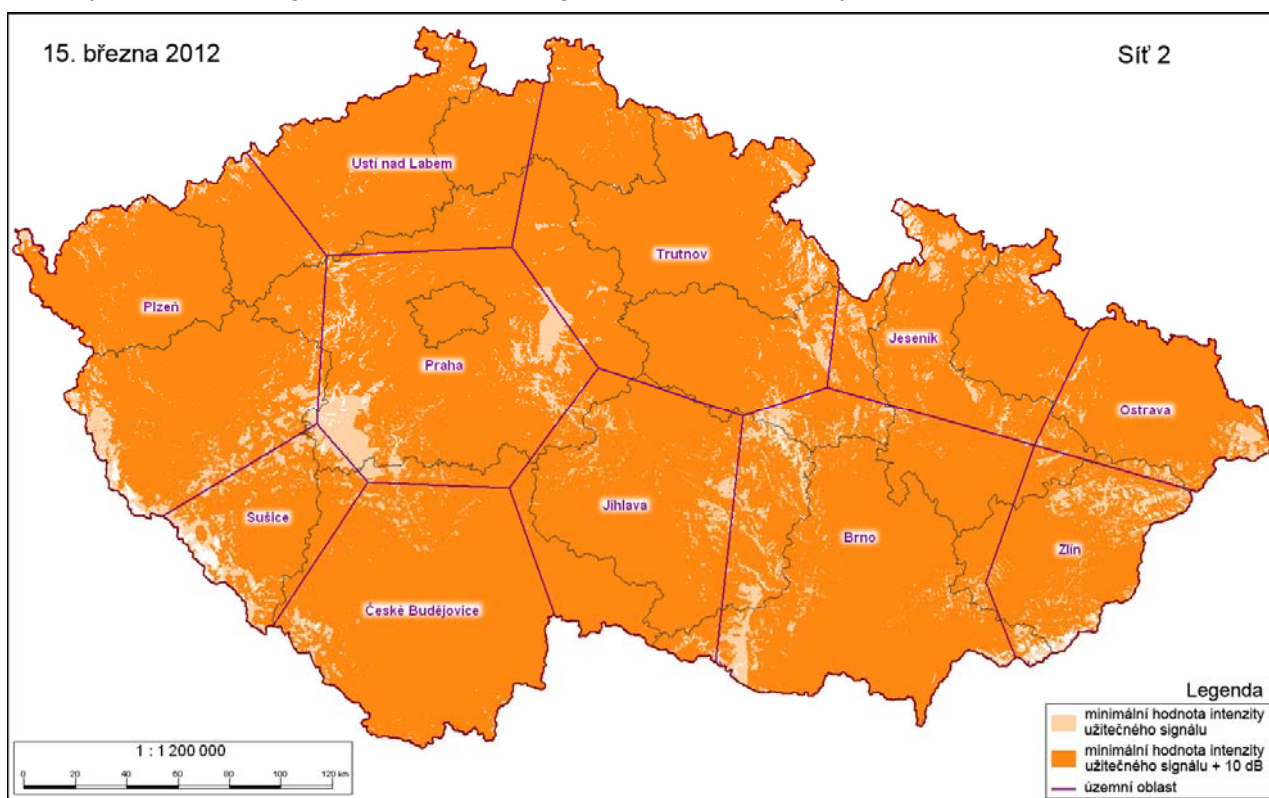 15. března 2012
Síť 2
Ustí nad Labem
Trutnov
Plzeň
Jeseník
Praha
Ostrava
Sušice
Jihlava
Brno
Zlín
České Budějovice
Legenda
minimální hodnota intenzity
užitečného signálu
minimální hodnota intenzity
užitečného signálu + 10 dB
územní oblast
1 : 1 200 000
0 20 40 60 80 100 120 km